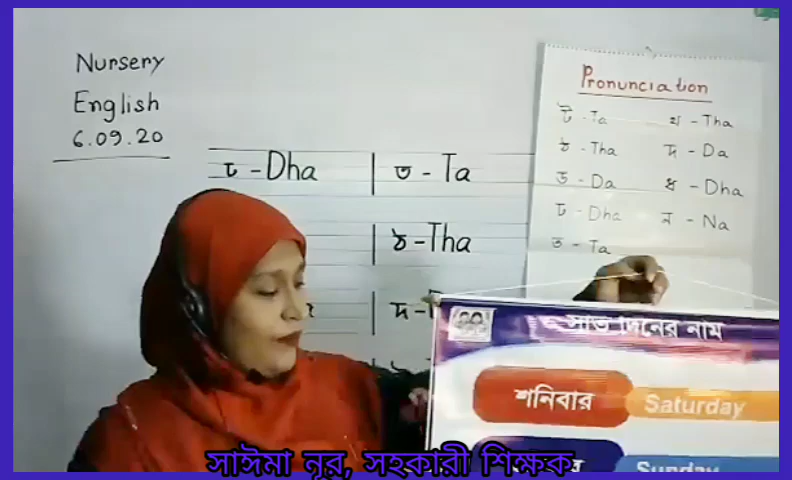 Nursery
English
6.09.20
ঢ - Dha | ত - Ta
| ঠ - Tha
| দ -
Pronunciation
ট - Ta থ - Tha
ঠ - Tha দ - Da
ড - Da ধ - Dha
ঢ - Dha ন - Na
ত - Ta
সাত দিনের নাম
শনিবার Saturday
Sunday
সাঈমা নূর, সহকারী শিক্ষক